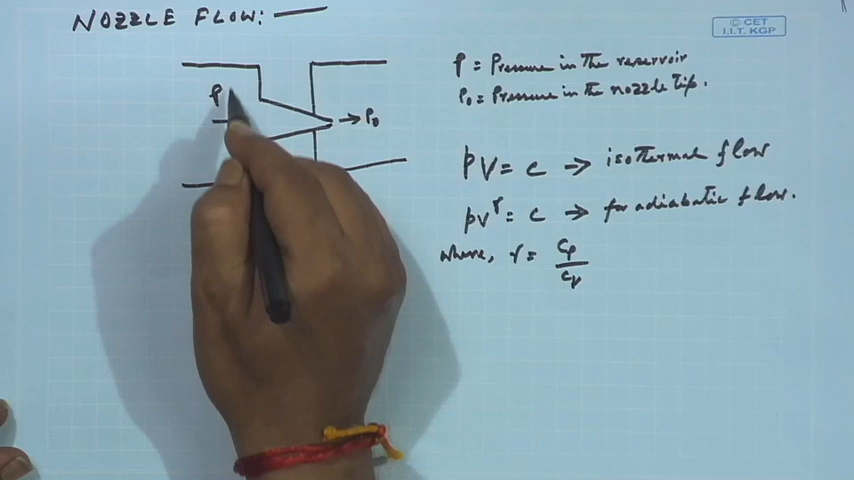 NOZZLE FLOW:
© CET
I.I.T. KGP
P = Pressure in the reservoir
P₀ = Pressure in the nozzle tip.
P
→ P₀
PV = C → isothermal flow
PV^γ = C → for adiabatic flow.
where, γ = Cp/Cv